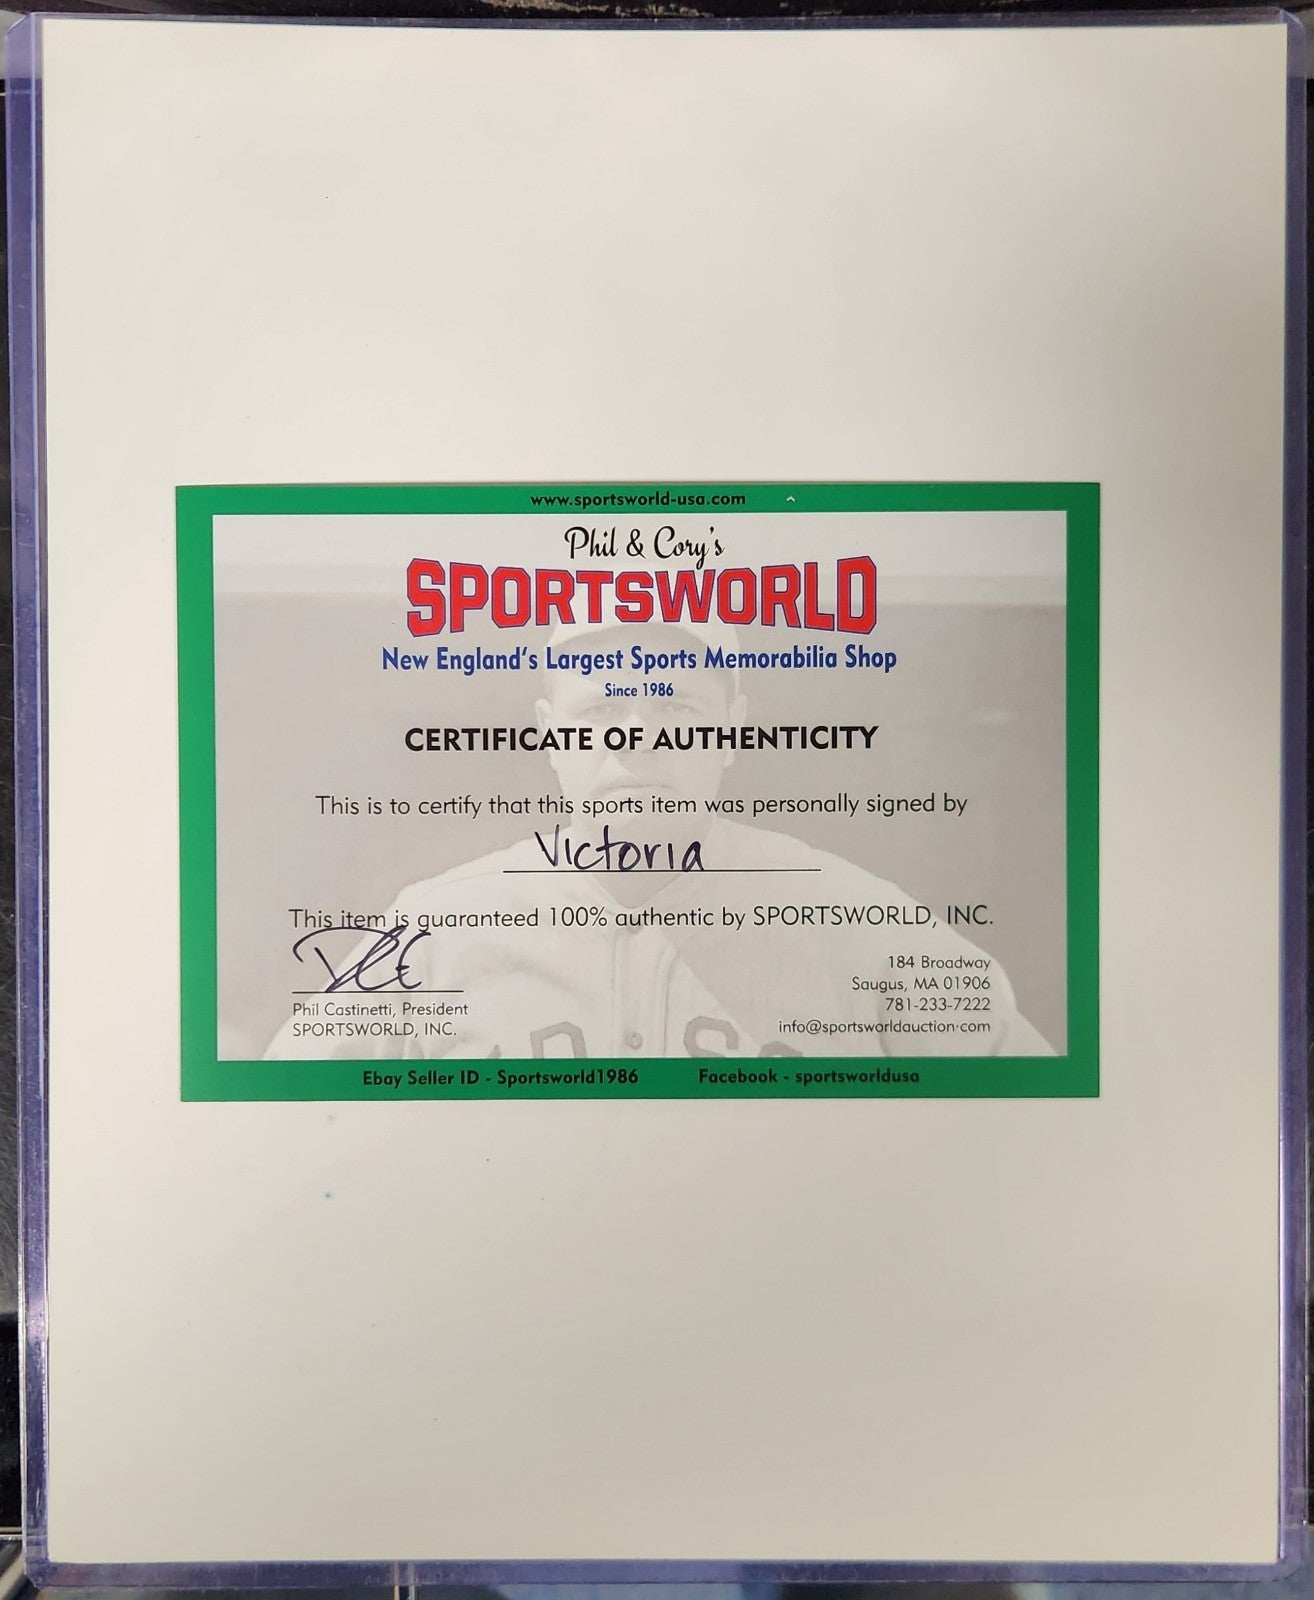 www.sportsworld-usa.com
Phil & Cory's
SPORTSWORLD
New England's Largest Sports Memorabilia Shop
Since 1986
CERTIFICATE OF AUTHENTICITY
This is to certify that this sports item was personally signed by
Victoria
This item is guaranteed 100% authentic by SPORTSWORLD, INC.
Phil Castinetti, President
SPORTSWORLD, INC.
184 Broadway
Saugus, MA 01906
781-233-7222
info@sportsworldauction.com
Ebay Seller ID - Sportsworld1986
Facebook - sportsworldusa